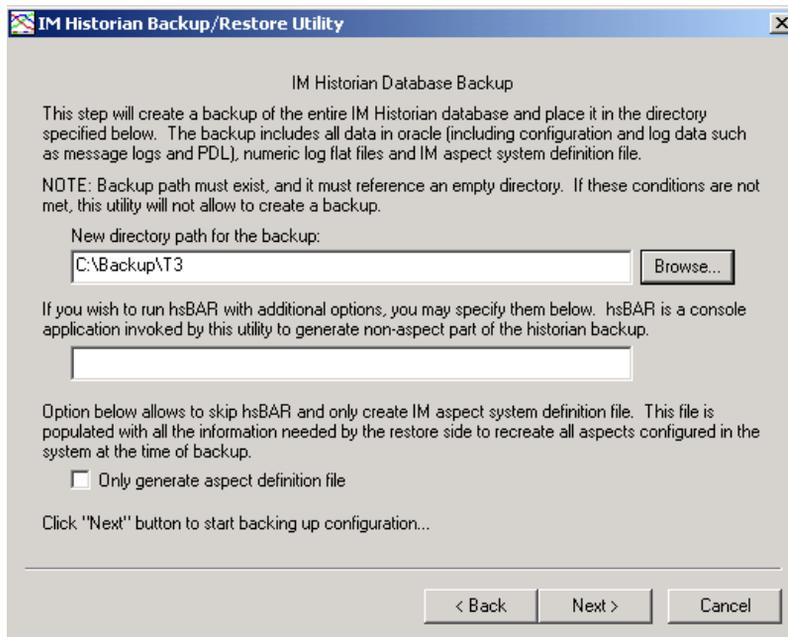 IM Historian Backup/Restore Utility
IM Historian Database Backup
This step will create a backup of the entire IM Historian database and place it in the directory
specified below. The backup includes all data in oracle (including configuration and log data such
as message logs and PDL), numeric log flat files and IM aspect system definition file.
NOTE: Backup path must exist, and it must reference an empty directory. If these conditions are not
met, this utility will not allow to create a backup.
New directory path for the backup:
C:\Backup\T3
Browse...
If you wish to run hsBAR with additional options, you may specify them below. hsBAR is a console
application invoked by this utility to generate non-aspect part of the historian backup.
Option below allows to skip hsBAR and only create IM aspect system definition file. This file is
populated with all the information needed by the restore side to recreate all aspects configured in the
system at the time of backup.
Only generate aspect definition file
Click "Next" button to start backing up configuration...
< Back
Next >
Cancel